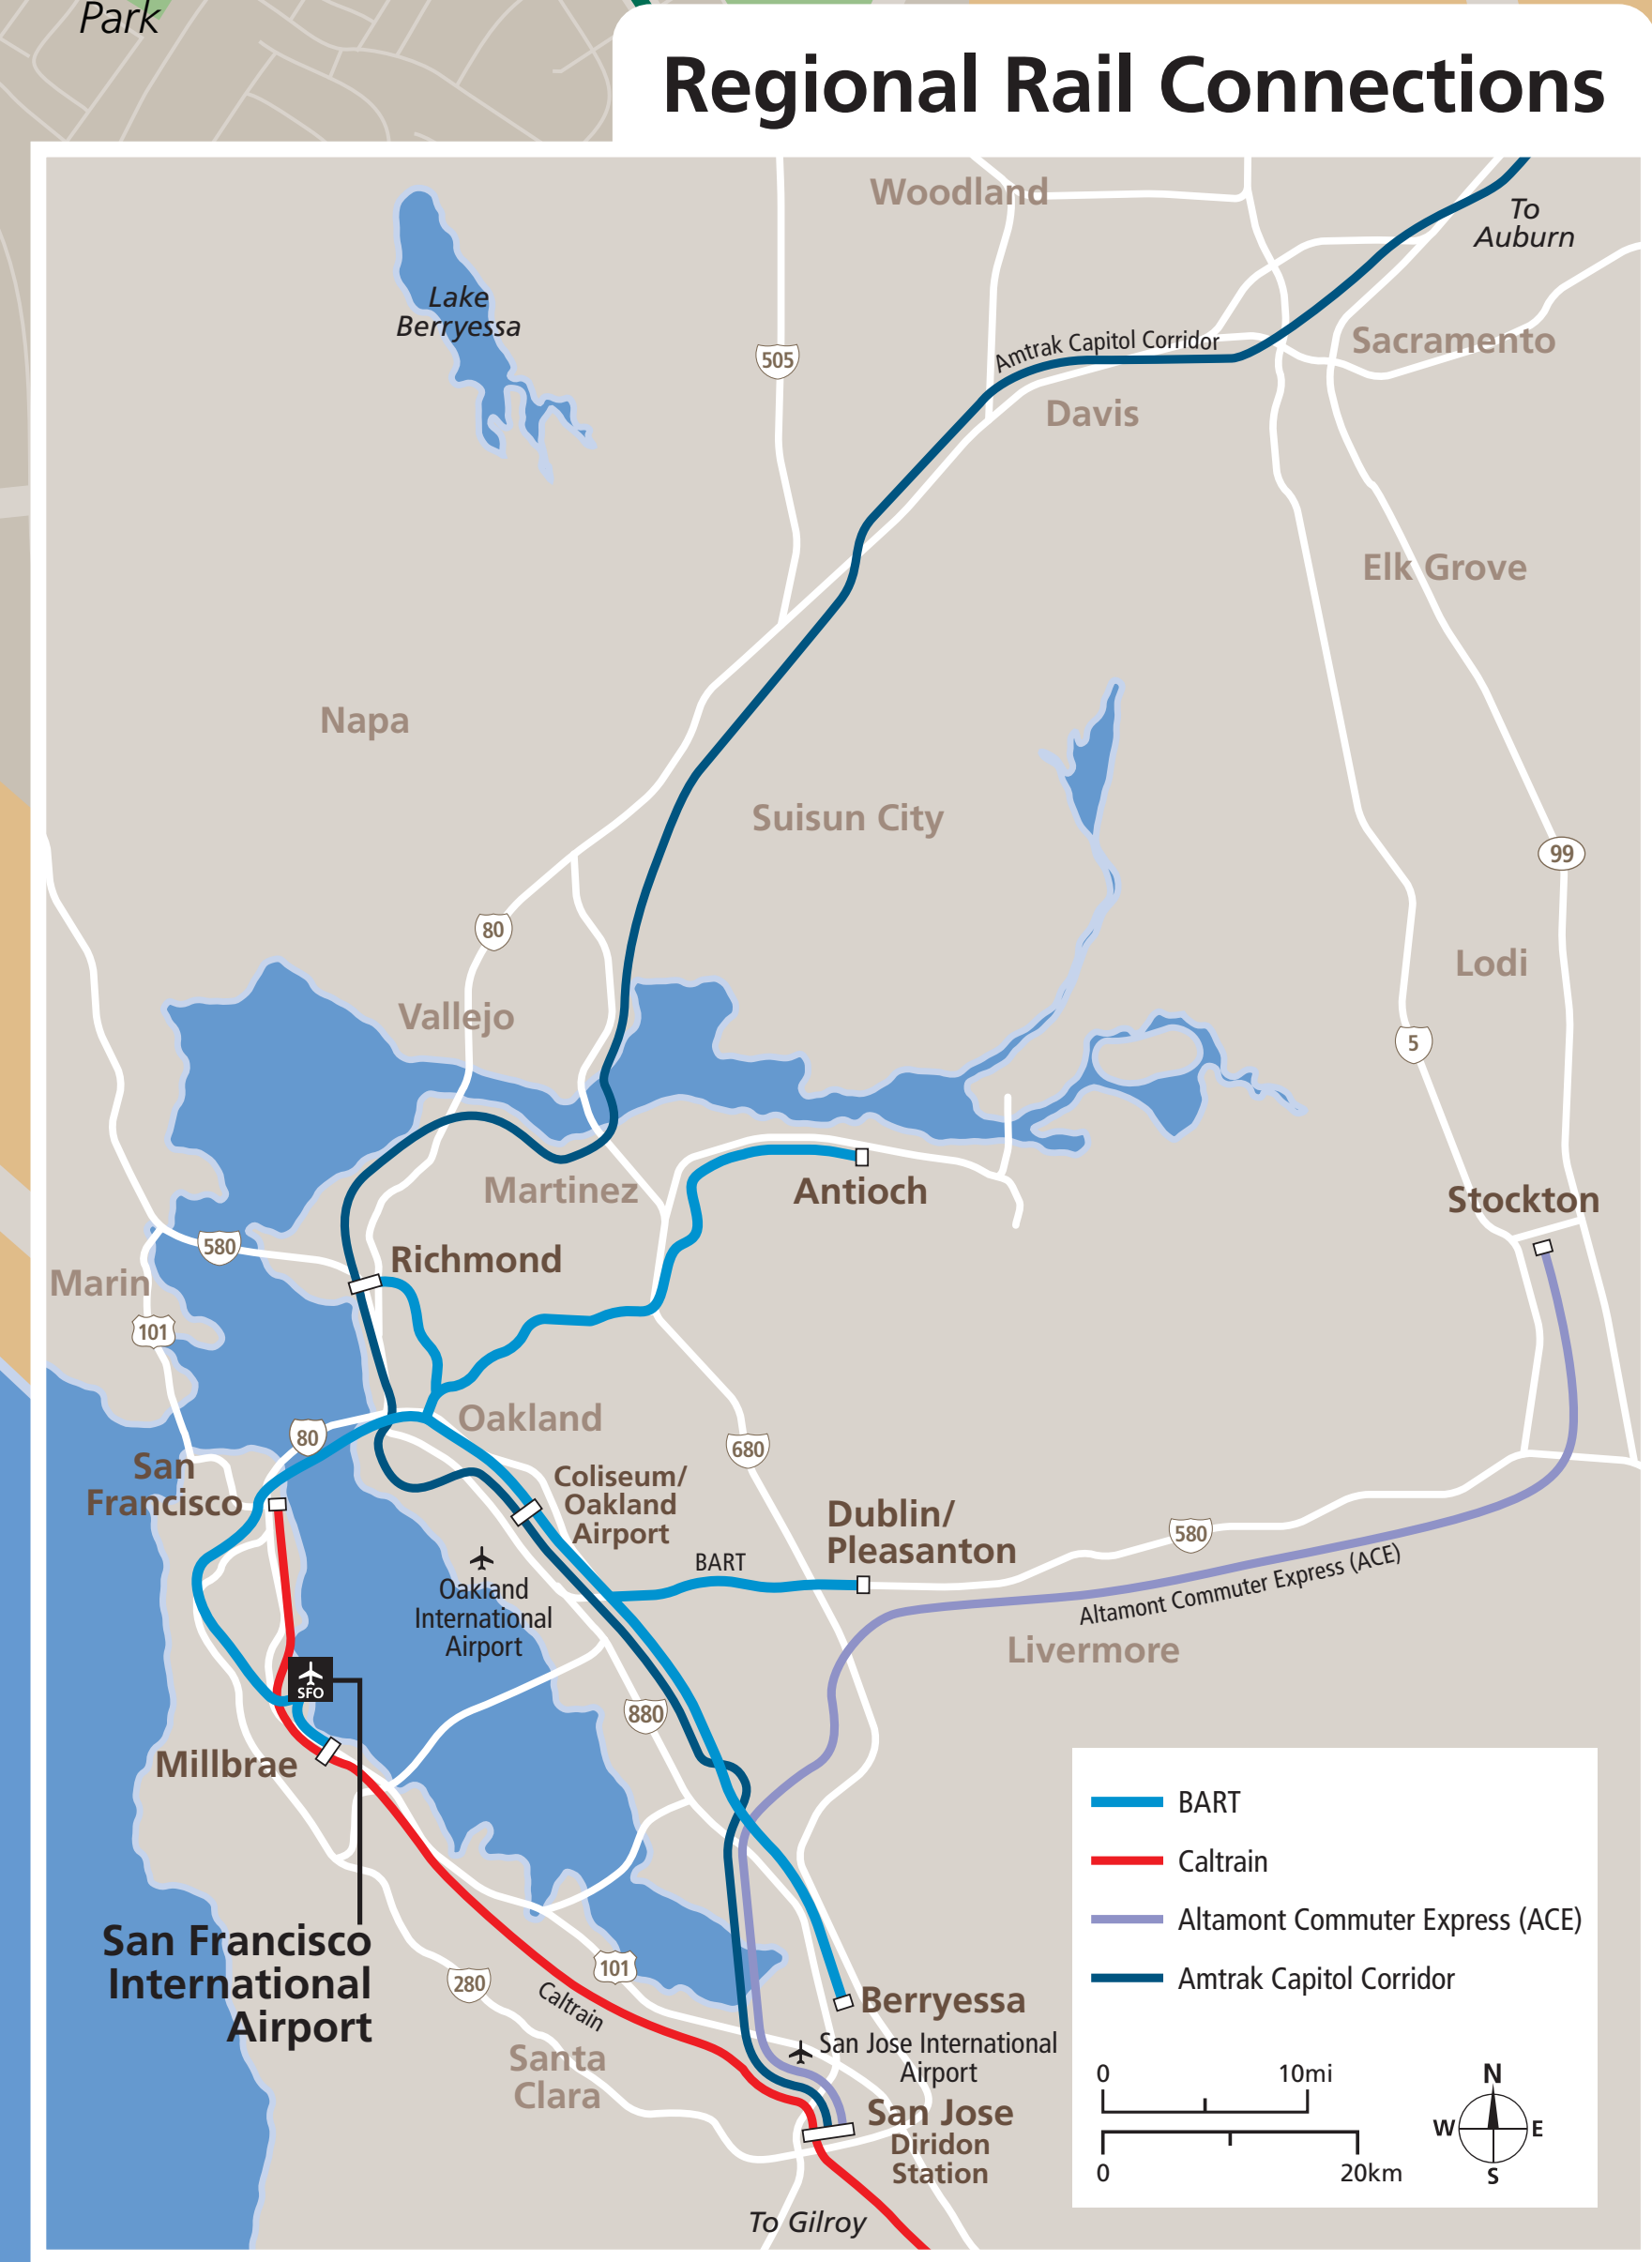 Park
Regional Rail Connections
Woodland
To
Auburn
Lake
Berryessa
505
Amtrak Capitol Corridor
Sacramento
Davis
Elk Grove
Napa
Suisun City
99
80
Lodi
Vallejo
5
Martinez
Antioch
Stockton
580
Richmond
Marin
101
Oakland
80
680
San
Francisco
Coliseum/
Oakland
Airport
Dublin/
Pleasanton
580
BART
Oakland
International
Airport
Altamont Commuter Express (ACE)
Livermore
SFO
880
Millbrae
BART
Caltrain
Altamont Commuter Express (ACE)
Amtrak Capitol Corridor
San Francisco
International
Airport
101
280
Caltrain
Berryessa
San Jose International
Airport
Santa
Clara
San Jose
Diridon
Station
To Gilroy
0 10mi
0 20km
N
W E
S